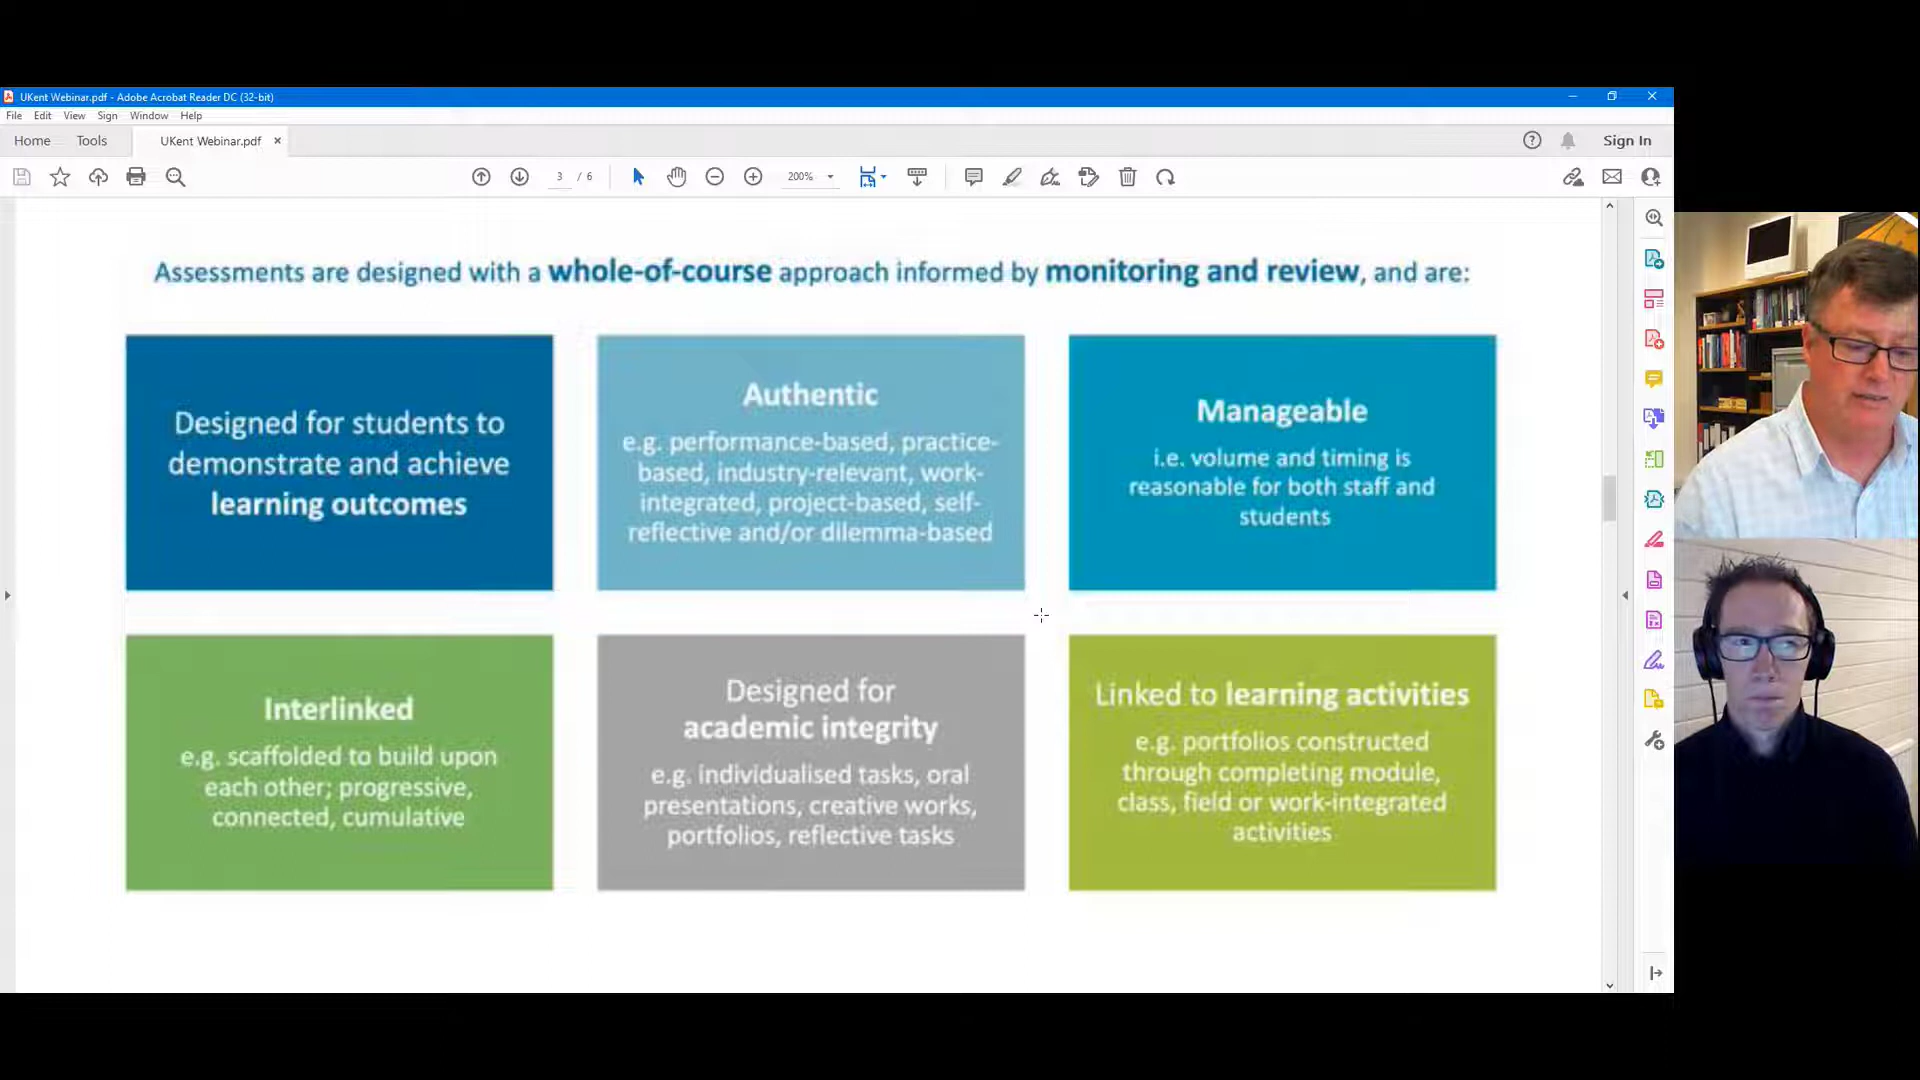 UKent Webinar.pdf - Adobe Acrobat Reader DC (32-bit)
File Edit View Sign Window Help
Home Tools UKent Webinar.pdf × Sign In
3 / 6 200%
Assessments are designed with a whole-of-course approach informed by monitoring and review, and are:
Designed for students to
demonstrate and achieve
learning outcomes
Authentic
e.g. performance-based, practice-
based, industry-relevant, work-
integrated, project-based, self-
reflective and/or dilemma-based
Manageable
i.e. volume and timing is
reasonable for both staff and
students
Interlinked
e.g. scaffolded to build upon
each other; progressive,
connected, cumulative
Designed for
academic integrity
e.g. individualised tasks, oral
presentations, creative works,
portfolios, reflective tasks
Linked to learning activities
e.g. portfolios constructed
through completing module,
class, field or work-integrated
activities